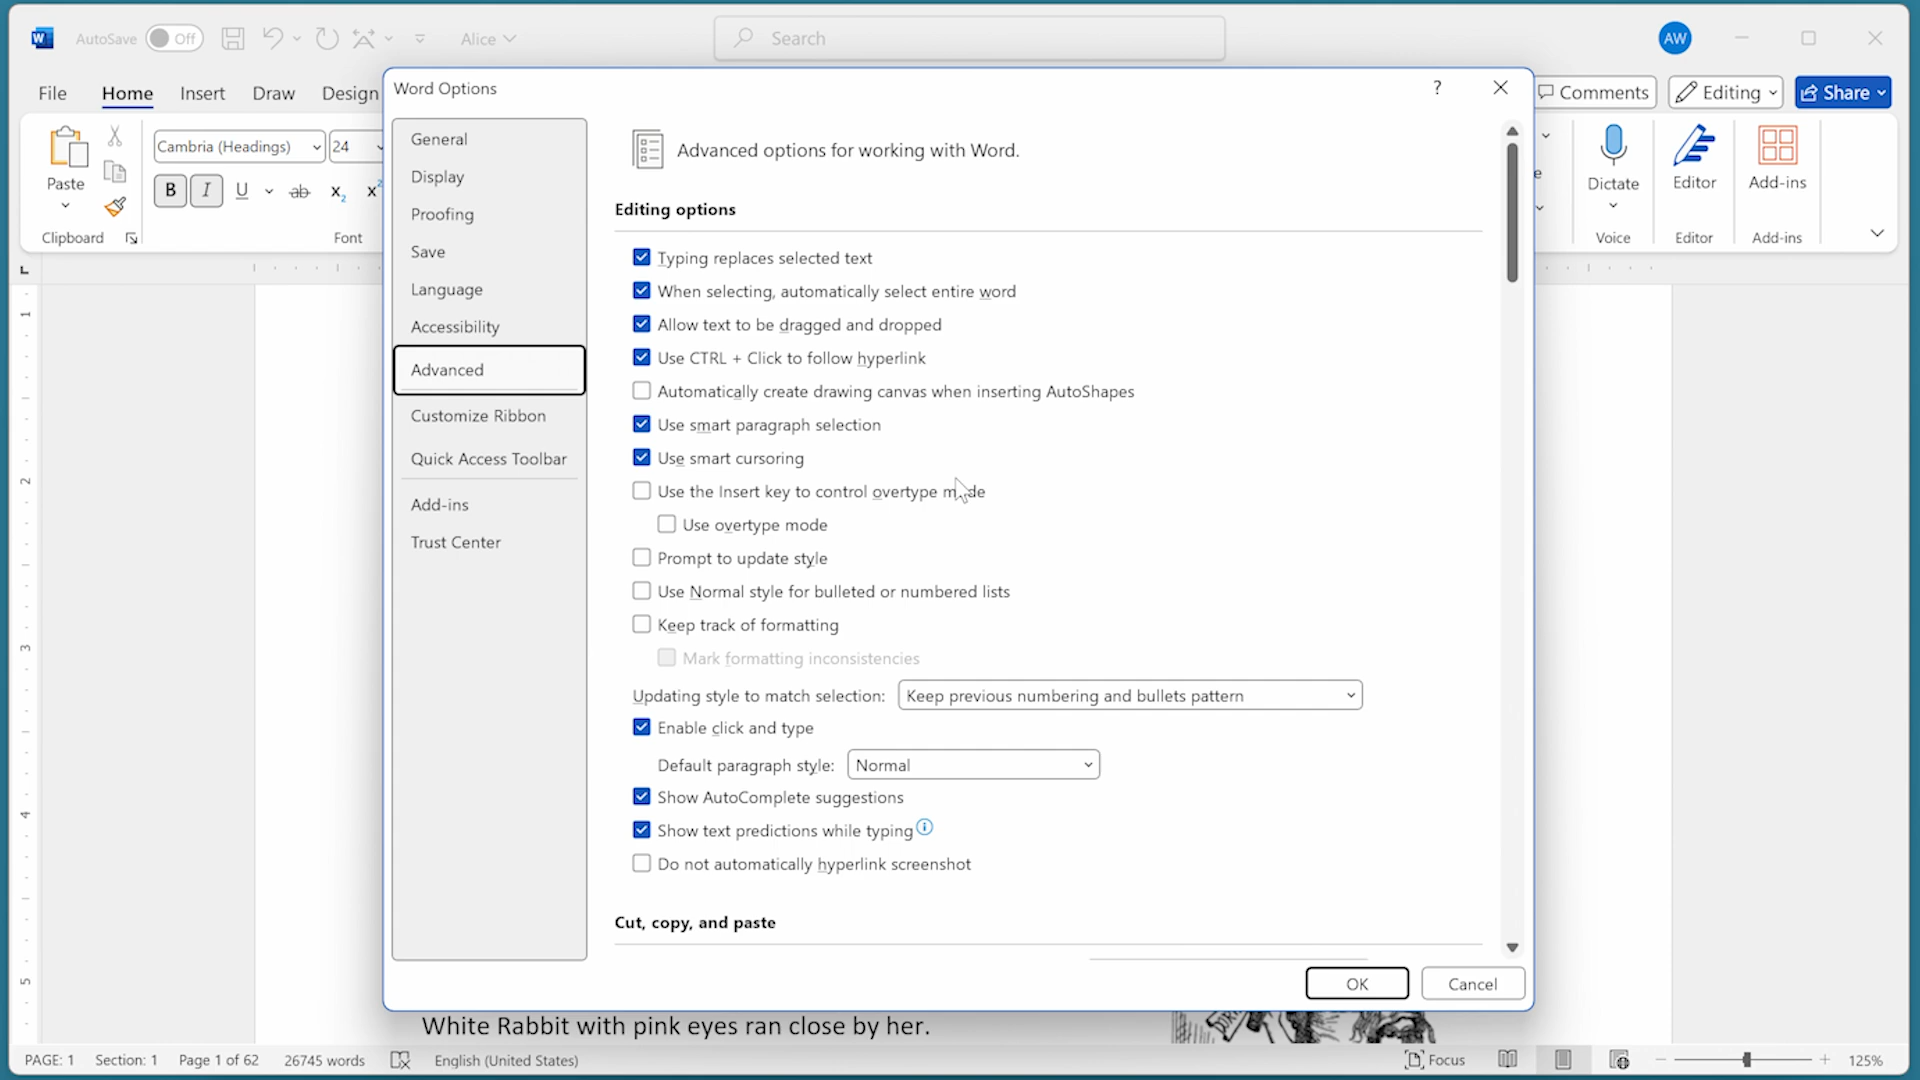 AutoSave Off Alice Search AW
File Home Insert Draw Design Comments Editing Share
Word Options ?
Cambria (Headings) 24
Paste
B I U ab x2 x2
Dictate Editor Add-ins
Clipboard Font Voice Editor Add-ins
General
Display
Proofing
Save
Language
Accessibility
Advanced
Customize Ribbon
Quick Access Toolbar
Add-ins
Trust Center
Advanced options for working with Word.
Editing options
Typing replaces selected text
When selecting, automatically select entire word
Allow text to be dragged and dropped
Use CTRL + Click to follow hyperlink
Automatically create drawing canvas when inserting AutoShapes
Use smart paragraph selection
Use smart cursoring
Use the Insert key to control overtype mode
Use overtype mode
Prompt to update style
Use Normal style for bulleted or numbered lists
Keep track of formatting
Mark formatting inconsistencies
Updating style to match selection: Keep previous numbering and bullets pattern
Enable click and type
Default paragraph style: Normal
Show AutoComplete suggestions
Show text predictions while typing
Do not automatically hyperlink screenshot
Cut, copy, and paste
OK Cancel
1
2
3
4
5
White Rabbit with pink eyes ran close by her.
PAGE: 1 Section: 1 Page 1 of 62 26745 words English (United States) Focus 125%